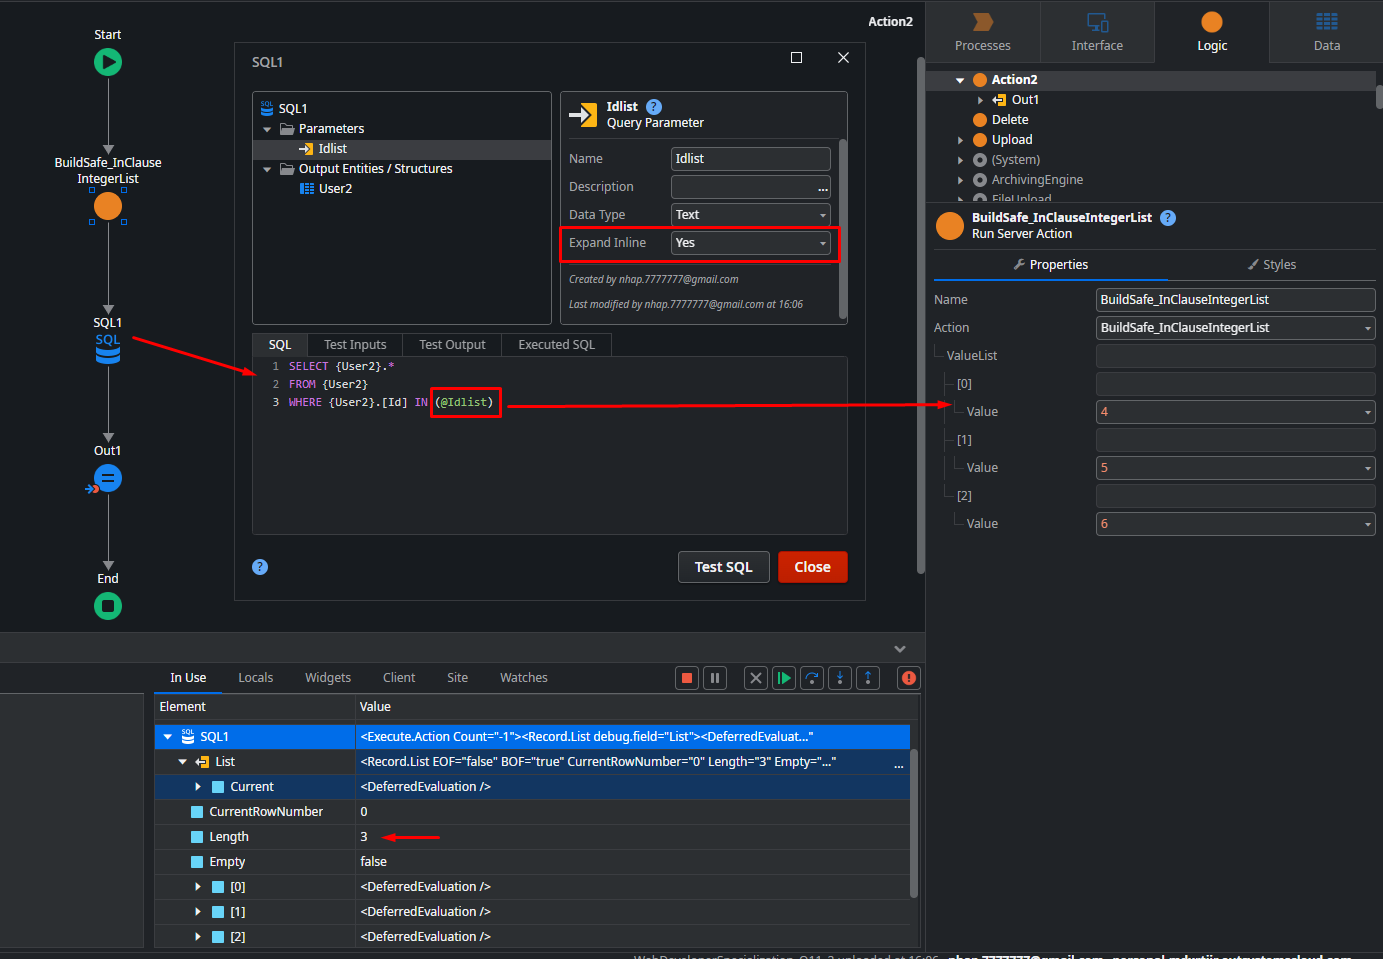 Action2
Start
BuildSafe_InClause
IntegerList
SQL1
SQL
Out1
End
SQL1
SQL
SQL1
Parameters
Idlist
Output Entities / Structures
User2
Idlist
?
Query Parameter
Name
Idlist
Description
...
Data Type
Text
Expand Inline
Yes
Created by nhap.7777777@gmail.com
Last modified by nhap.7777777@gmail.com at 16:06
SQL
Test Inputs
Test Output
Executed SQL
1 SELECT {User2}.*
2 FROM {User2}
3 WHERE {User2}.[Id] IN (@Idlist)
?
Test SQL
Close
Processes
Interface
Logic
Data
Action2
Out1
Delete
Upload
(System)
ArchivingEngine
FileUpload
BuildSafe_InClauseIntegerList
?
Run Server Action
Properties
Styles
Name
BuildSafe_InClauseIntegerList
Action
BuildSafe_InClauseIntegerList
ValueList
[0]
Value
4
[1]
Value
5
[2]
Value
6
In Use
Locals
Widgets
Client
Site
Watches
Element
Value
SQL
SQL1
<Execute.Action Count="-1"><Record.List debug.field="List"><DeferredEvaluat..."
List
<Record.List EOF="false" BOF="true" CurrentRowNumber="0" Length="3" Empty="..."
...
Current
<DeferredEvaluation />
CurrentRowNumber
0
Length
3
Empty
false
[0]
<DeferredEvaluation />
[1]
<DeferredEvaluation />
[2]
<DeferredEvaluation />